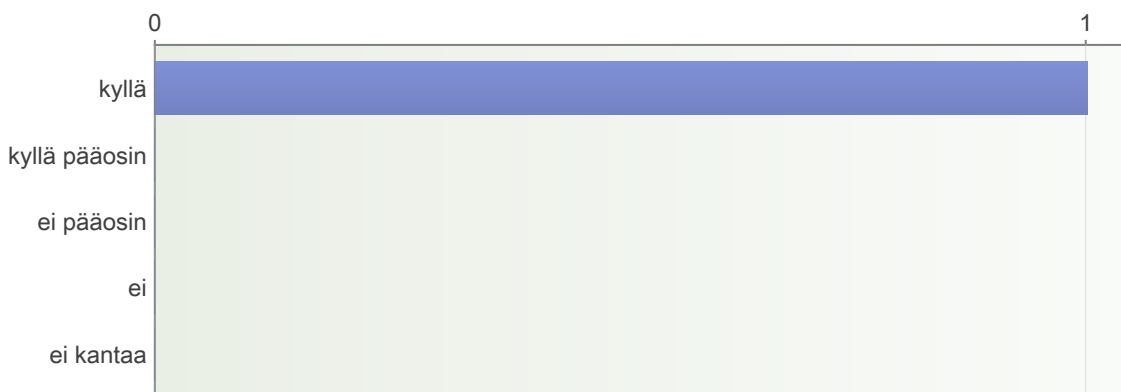 0 1
kyllä
kyllä pääosin
ei pääosin
ei
ei kantaa